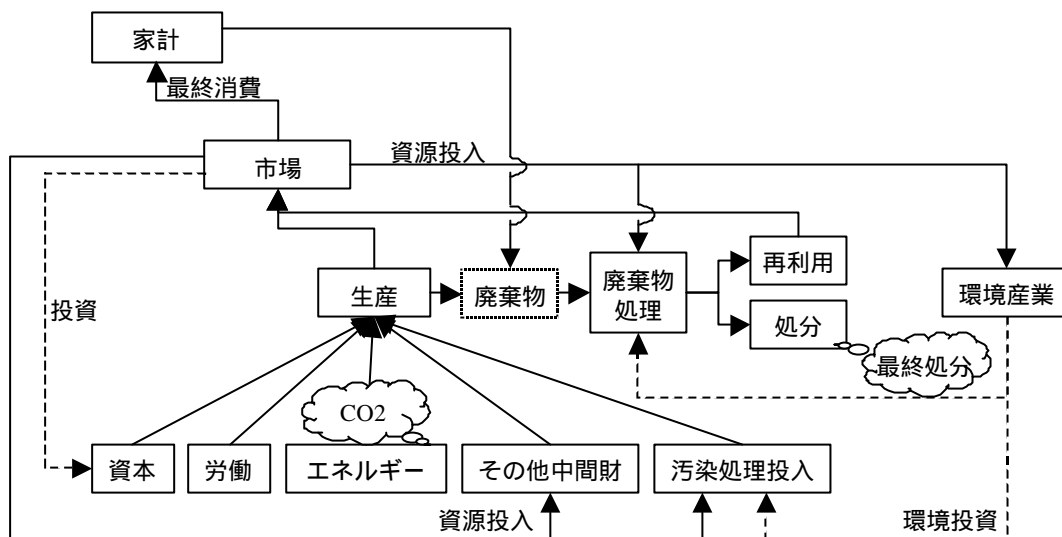 家計
最終消費
市場
資源投入
再利用
生産
廃棄物
廃棄物
処理
環境産業
投資
処分
最終処分
CO2
資本
労働
エネルギー
その他中間財
汚染処理投入
資源投入
環境投資